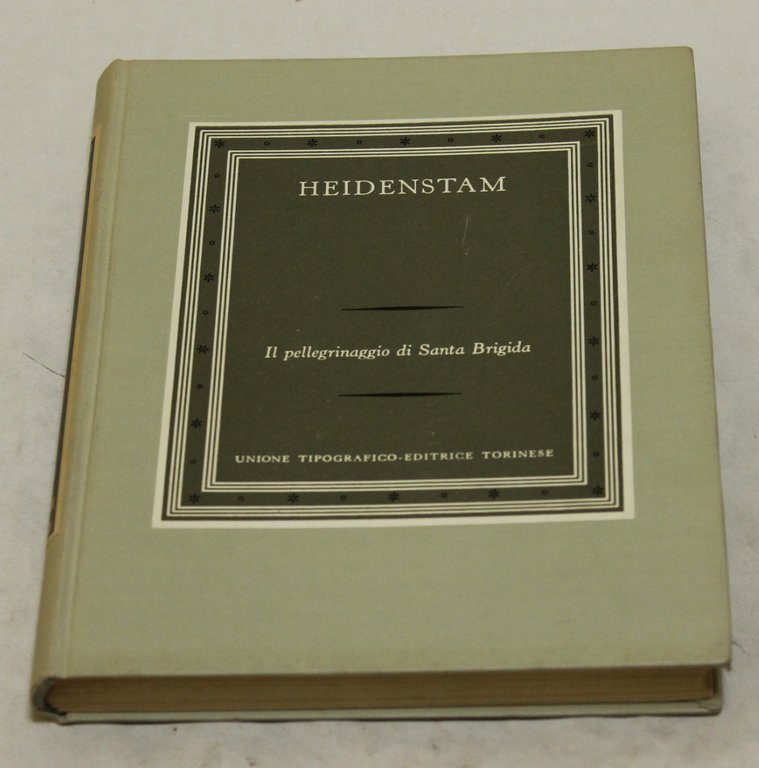 HEIDENSTAM
Il pellegrinaggio di Santa Brigida
UNIONE TIPOGRAFICO-EDITRICE TORINESE